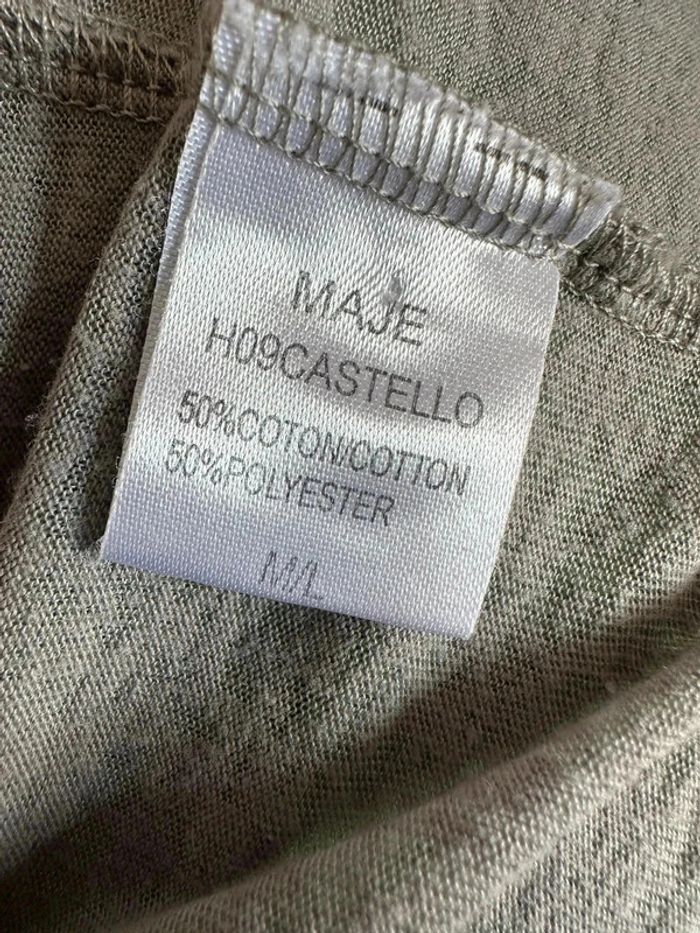 MAJE
H09CASTELLO
50%COTON/COTTON
50%POLYESTER
M/L